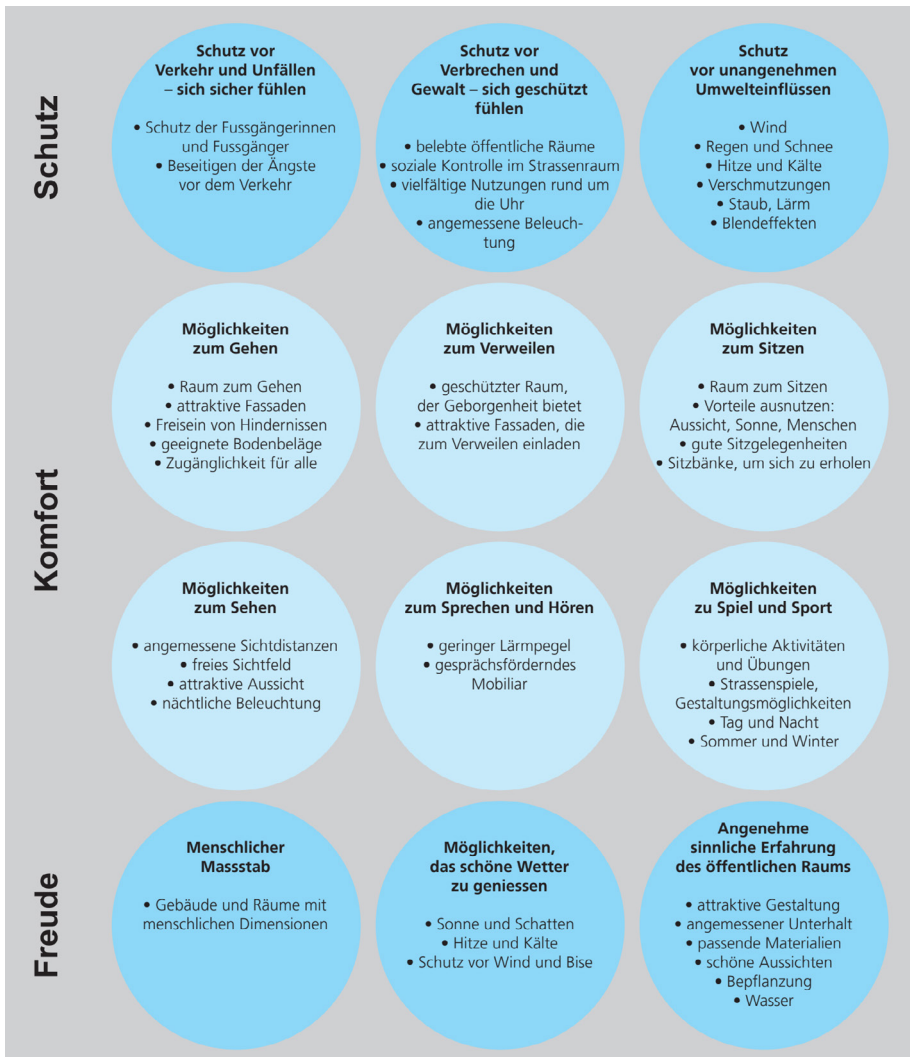 Schutz
Schutz vor
Verkehr und Unfällen
– sich sicher fühlen
• Schutz der Fussgängerinnen
und Fussgänger
• Beseitigen der Ängste
vor dem Verkehr
Schutz vor
Verbrechen und
Gewalt – sich geschützt
fühlen
• belebte öffentliche Räume
• soziale Kontrolle im Strassenraum
• vielfältige Nutzungen rund um
die Uhr
• angemessene Beleuch-
tung
Schutz
vor unangenehmen
Umwelteinflüssen
• Wind
• Regen und Schnee
• Hitze und Kälte
• Verschmutzungen
• Staub, Lärm
• Blendeffekten
Komfort
Möglichkeiten
zum Gehen
• Raum zum Gehen
• attraktive Fassaden
• Freisein von Hindernissen
• geeignete Bodenbeläge
• Zugänglichkeit für alle
Möglichkeiten
zum Verweilen
• geschützter Raum,
der Geborgenheit bietet
• attraktive Fassaden, die
zum Verweilen einladen
Möglichkeiten
zum Sitzen
• Raum zum Sitzen
• Vorteile ausnutzen:
Aussicht, Sonne, Menschen
• gute Sitzgelegenheiten
• Sitzbänke, um sich zu erholen
Möglichkeiten
zum Sehen
• angemessene Sichtdistanzen
• freies Sichtfeld
• attraktive Aussicht
• nächtliche Beleuchtung
Möglichkeiten
zum Sprechen und Hören
• geringer Lärmpegel
• gesprächsförderndes
Mobiliar
Möglichkeiten
zu Spiel und Sport
• körperliche Aktivitäten
und Übungen
• Strassenspiele,
Gestaltungsmöglichkeiten
• Tag und Nacht
• Sommer und Winter
Freude
Menschlicher
Massstab
• Gebäude und Räume mit
menschlichen Dimensionen
Möglichkeiten,
das schöne Wetter
zu geniessen
• Sonne und Schatten
• Hitze und Kälte
• Schutz vor Wind und Bise
Angenehme
sinnliche Erfahrung
des öffentlichen Raums
• attraktive Gestaltung
• angemessener Unterhalt
• passende Materialien
• schöne Aussichten
• Bepflanzung
• Wasser